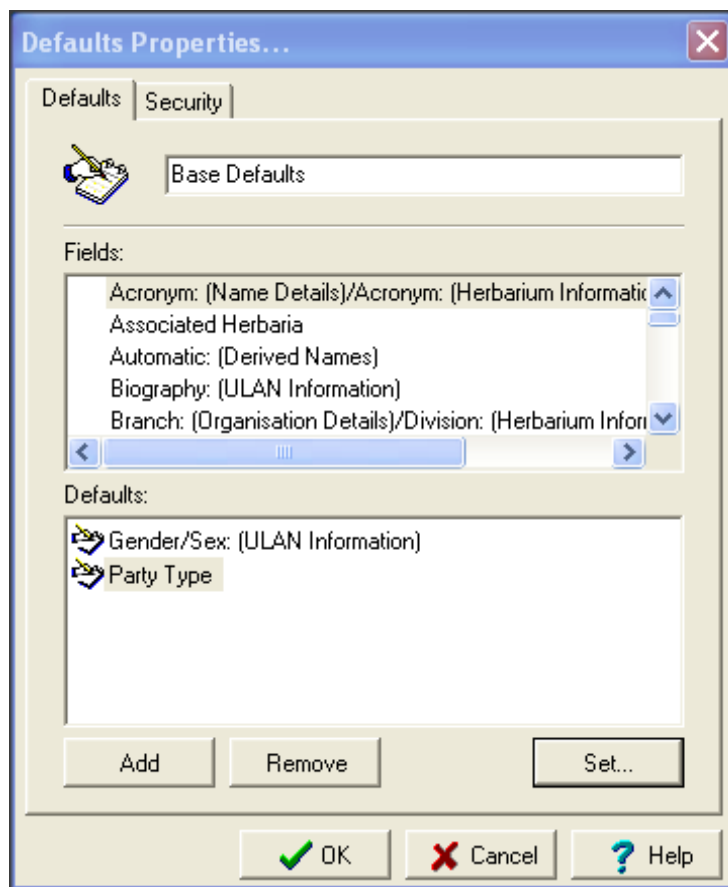 Defaults Properties...
Defaults Security
Base Defaults
Fields:
Acronym: (Name Details)/Acronym: (Herbarium Informatic
Associated Herbaria
Automatic: (Derived Names)
Biography: (ULAN Information)
Branch: (Organisation Details)/Division: (Herbarium Infor
Defaults:
Gender/Sex: (ULAN Information)
Party Type
Add Remove Set...
OK Cancel Help